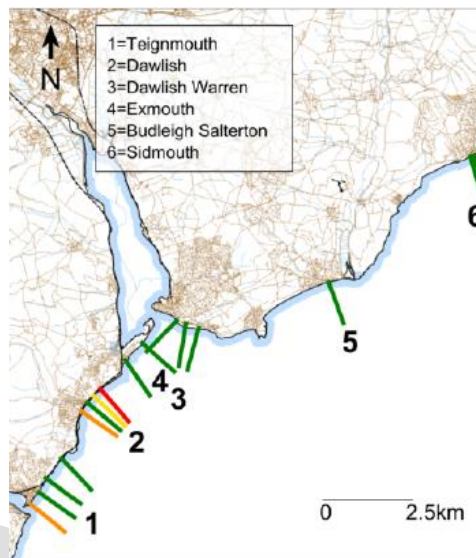 1=Teignmouth
2=Dawlish
3=Dawlish Warren
4=Exmouth
5=Budleigh Salterton
6=Sidmouth
N
6
5
4
3
2
1
0 2.5km